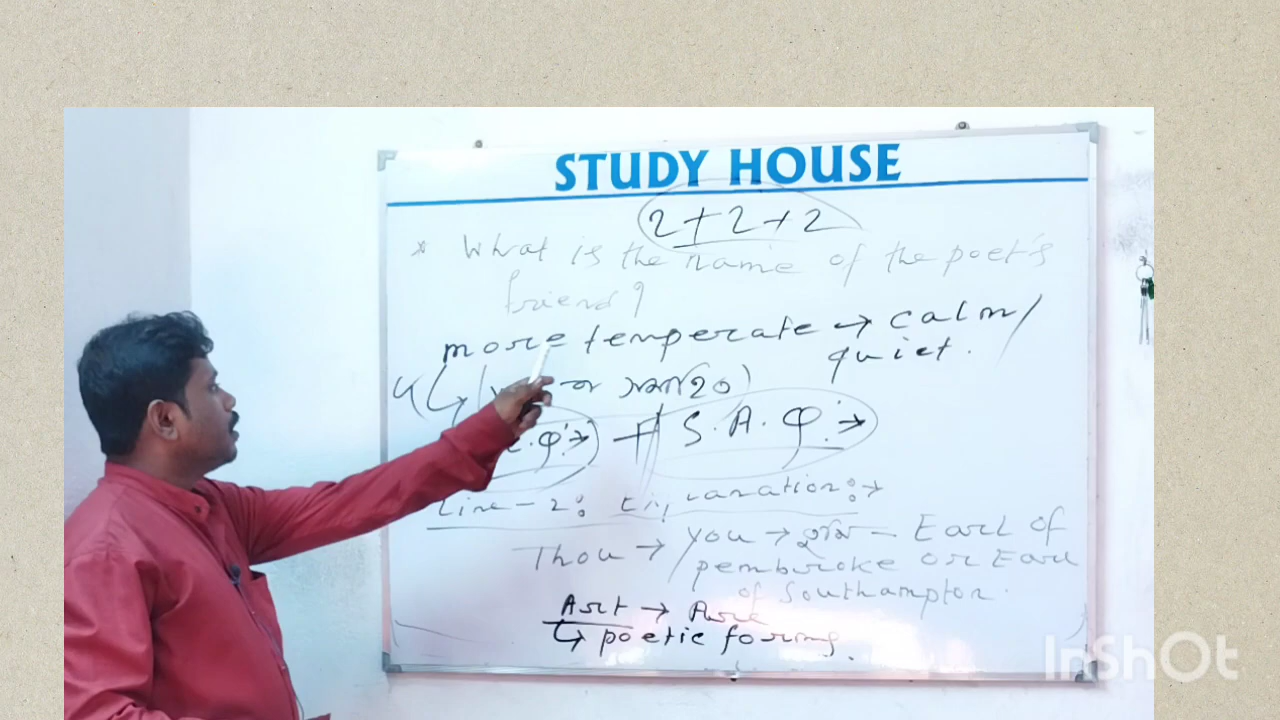 STUDY HOUSE
2+2+2
* What is the name of the poet's
friend?
more temperate → calm/
quiet.
S.A.Q:→
Line-2: Explanation:→
Thou → you → তুমি – Earl of
pembroke or Earl
of Southampton.
Art → Are
↳ poetic forms.
InShOt